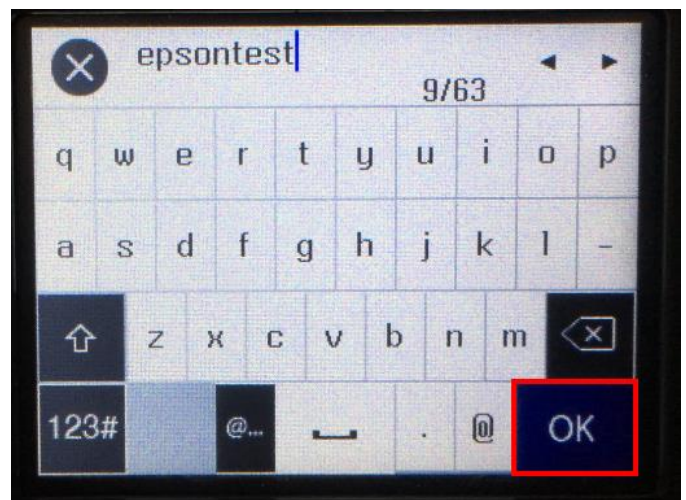 epsontest
9/63
q w e r t y u i o p
a s d f g h j k l -
z x c v b n m
123# @... . @ OK